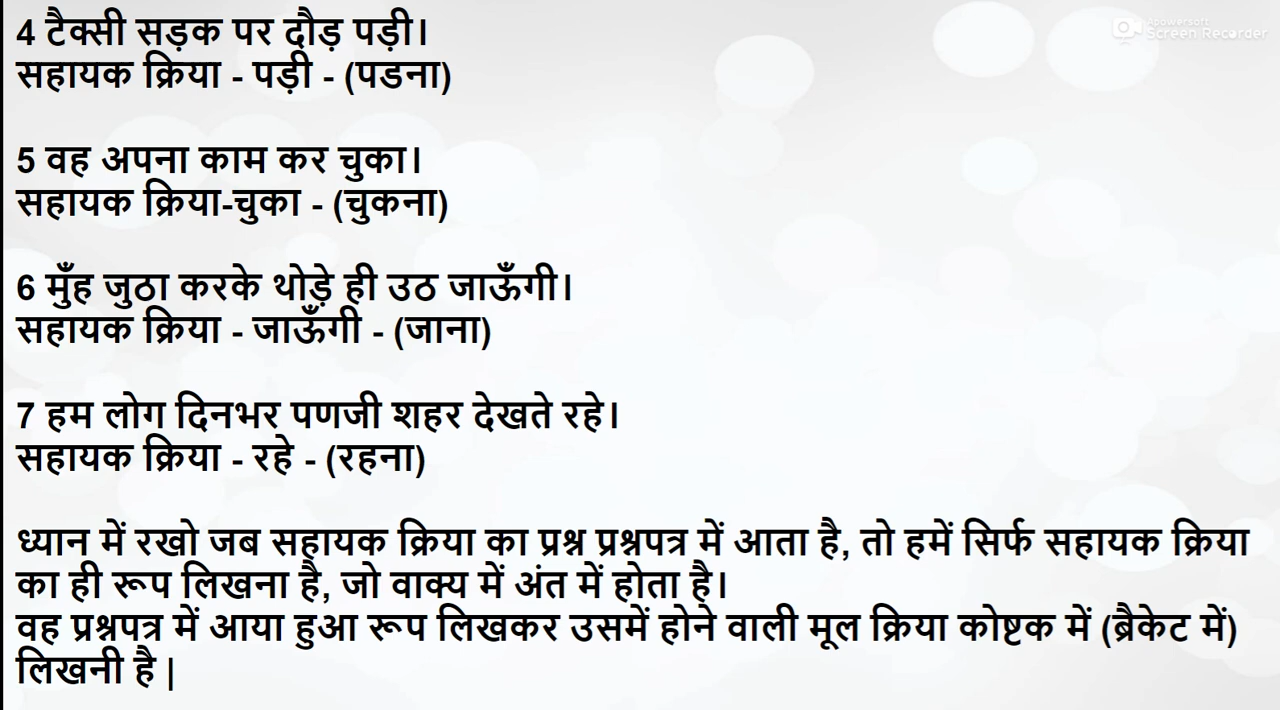 4 टैक्सी सड़क पर दौड़ पड़ी।
Apowersoft
Screen Recorder
सहायक क्रिया - पड़ी - (पडना)
5 वह अपना काम कर चुका।
सहायक क्रिया-चुका - (चुकना)
6 मुँह जुठा करके थोड़े ही उठ जाऊँगी।
सहायक क्रिया - जाऊँगी - (जाना)
7 हम लोग दिनभर पणजी शहर देखते रहे।
सहायक क्रिया - रहे - (रहना)
ध्यान में रखो जब सहायक क्रिया का प्रश्न प्रश्नपत्र में आता है, तो हमें सिर्फ सहायक क्रिया
का ही रूप लिखना है, जो वाक्य में अंत में होता है।
वह प्रश्नपत्र में आया हुआ रूप लिखकर उसमें होने वाली मूल क्रिया कोष्टक में (ब्रैकेट में)
लिखनी है |